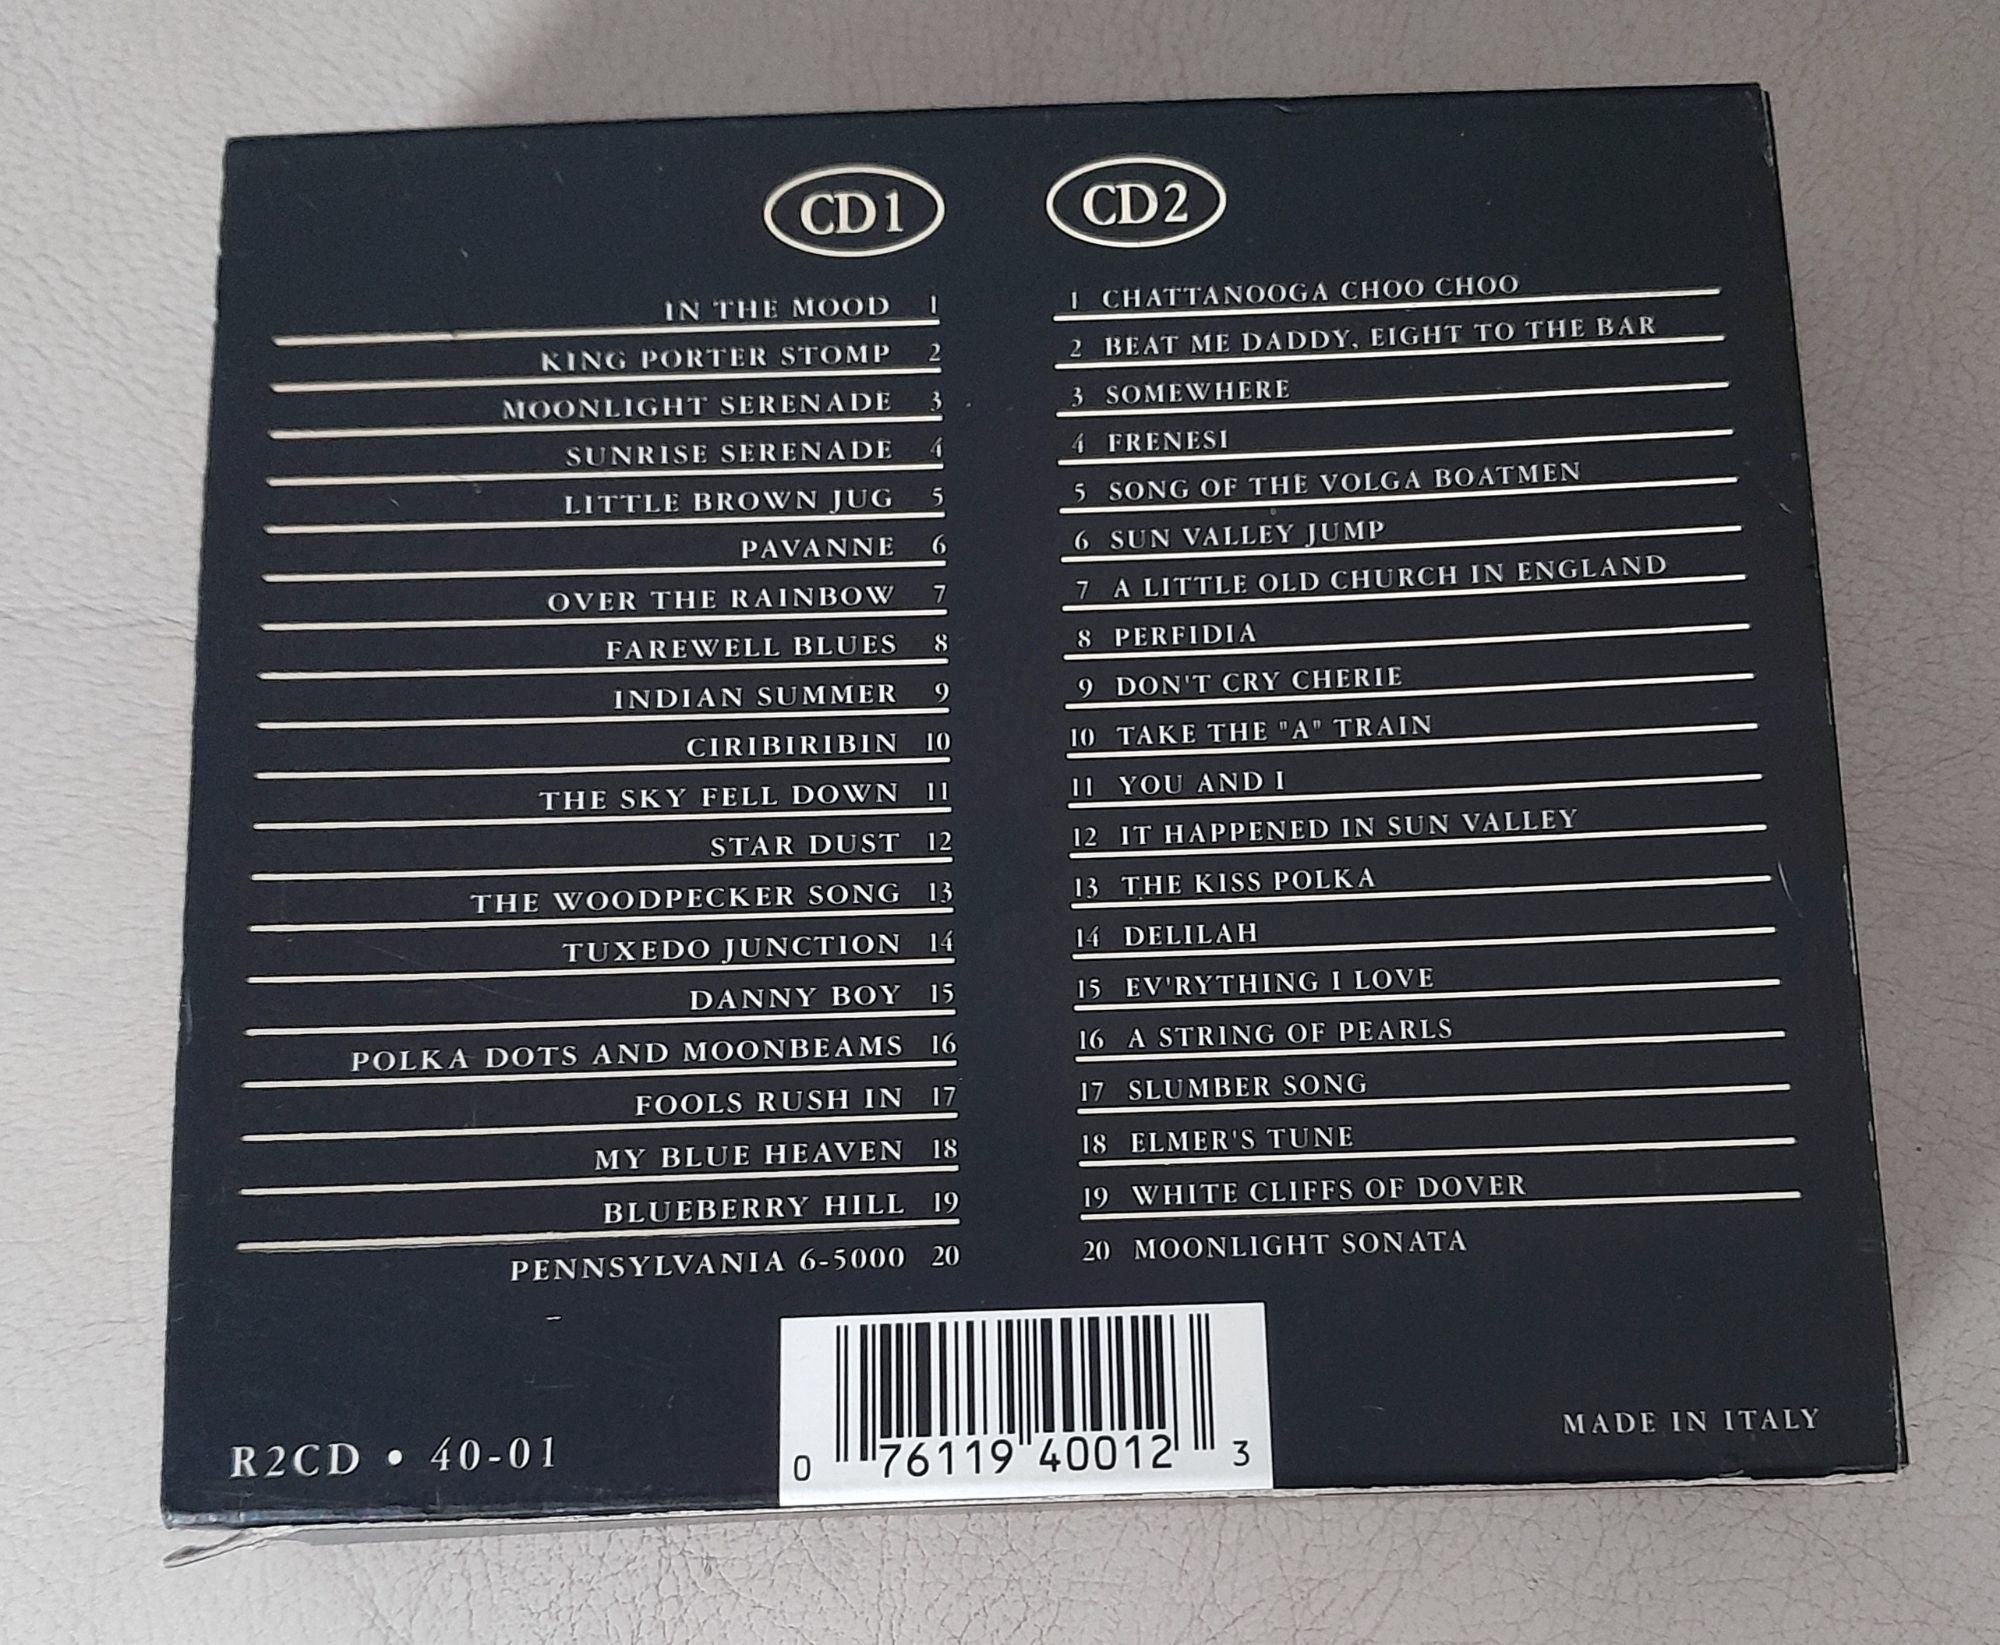 CD1
IN THE MOOD 1
KING PORTER STOMP 2
MOONLIGHT SERENADE 3
SUNRISE SERENADE 4
LITTLE BROWN JUG 5
PAVANNE 6
OVER THE RAINBOW 7
FAREWELL BLUES 8
INDIAN SUMMER 9
CIRIBIRIBIN 10
THE SKY FELL DOWN 11
STAR DUST 12
THE WOODPECKER SONG 13
TUXEDO JUNCTION 14
DANNY BOY 15
POLKA DOTS AND MOONBEAMS 16
FOOLS RUSH IN 17
MY BLUE HEAVEN 18
BLUEBERRY HILL 19
PENNSYLVANIA 6-5000 20
CD2
1 CHATTANOOGA CHOO CHOO
2 BEAT ME DADDY, EIGHT TO THE BAR
3 SOMEWHERE
4 FRENESI
5 SONG OF THE VOLGA BOATMEN
6 SUN VALLEY JUMP
7 A LITTLE OLD CHURCH IN ENGLAND
8 PERFIDIA
9 DON'T CRY CHERIE
10 TAKE THE "A" TRAIN
11 YOU AND I
12 IT HAPPENED IN SUN VALLEY
13 THE KISS POLKA
14 DELILAH
15 EV'RYTHING I LOVE
16 A STRING OF PEARLS
17 SLUMBER SONG
18 ELMER'S TUNE
19 WHITE CLIFFS OF DOVER
20 MOONLIGHT SONATA
R2CD • 40-01
0 76119 40012 3
MADE IN ITALY